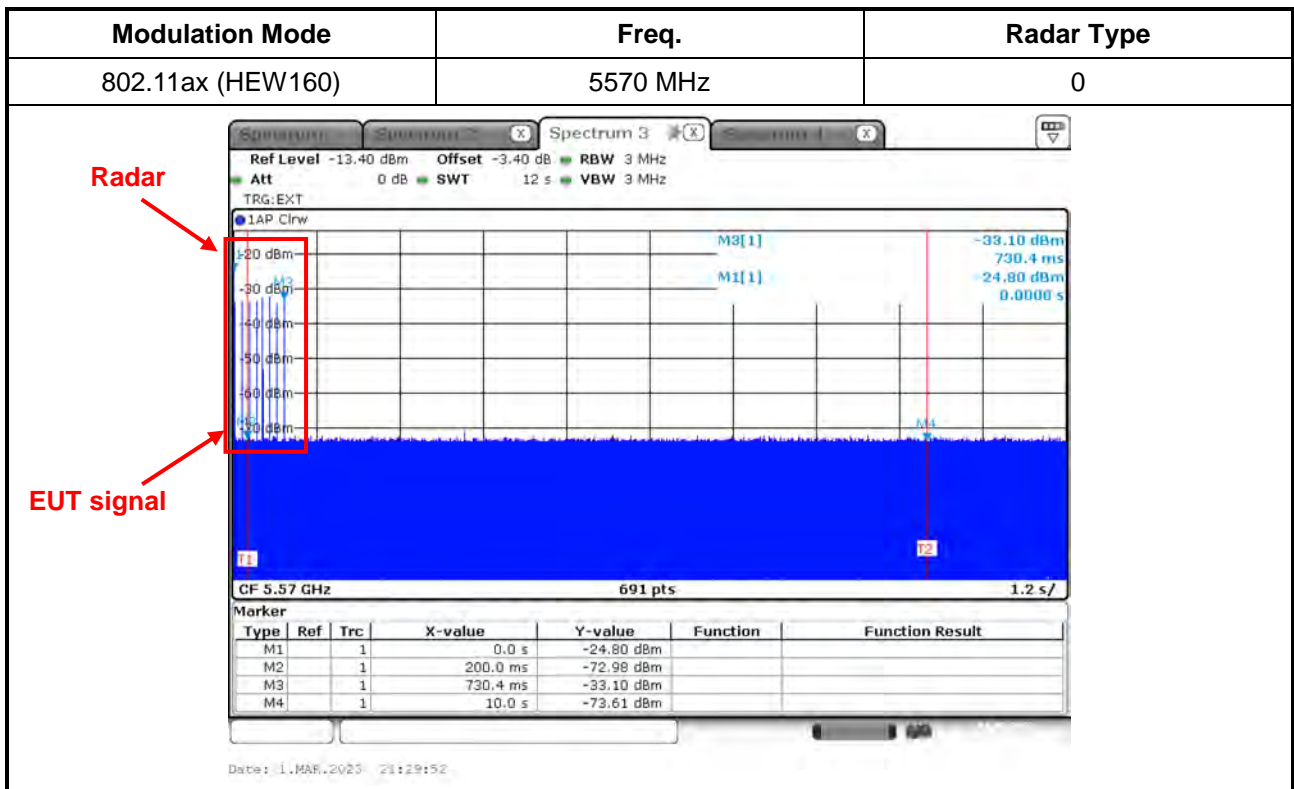 Modulation Mode Freq. Radar Type
802.11ax (HEW160) 5570 MHz 0
Spectrum 3
Ref Level -13.40 dBm Offset -3.40 dB RBW 3 MHz
Att 0 dB SWT 12 s VBW 3 MHz
TRG:EXT
1AP Clrw
Radar
M3[1] -33.10 dBm
730.4 ms
M1[1] -24.80 dBm
0.0000 s
-20 dBm
M3
-30 dBm
-40 dBm
-50 dBm
-60 dBm
-70 dBm
M4
EUT signal
T1 T2
CF 5.57 GHz 691 pts 1.2 s/
Marker
Type Ref Trc X-value Y-value Function Function Result
M1 1 0.0 s -24.80 dBm
M2 1 200.0 ms -72.98 dBm
M3 1 730.4 ms -33.10 dBm
M4 1 10.0 s -73.61 dBm
Date: 1.MAR.2023 21:29:52